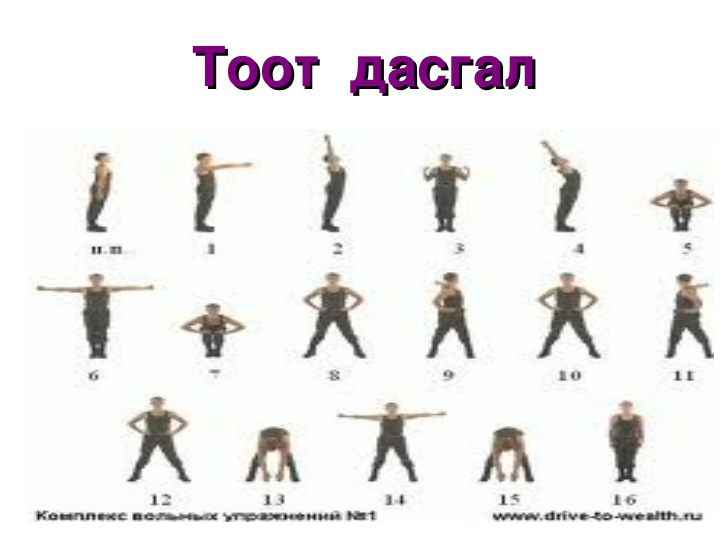 Тоот дасгал
и.п. 1 2 3 4 5
6 7 8 9 10 11
12 13 14 15 16
Комплекс вольных упражнений №1 www.drive-to-wealth.ru